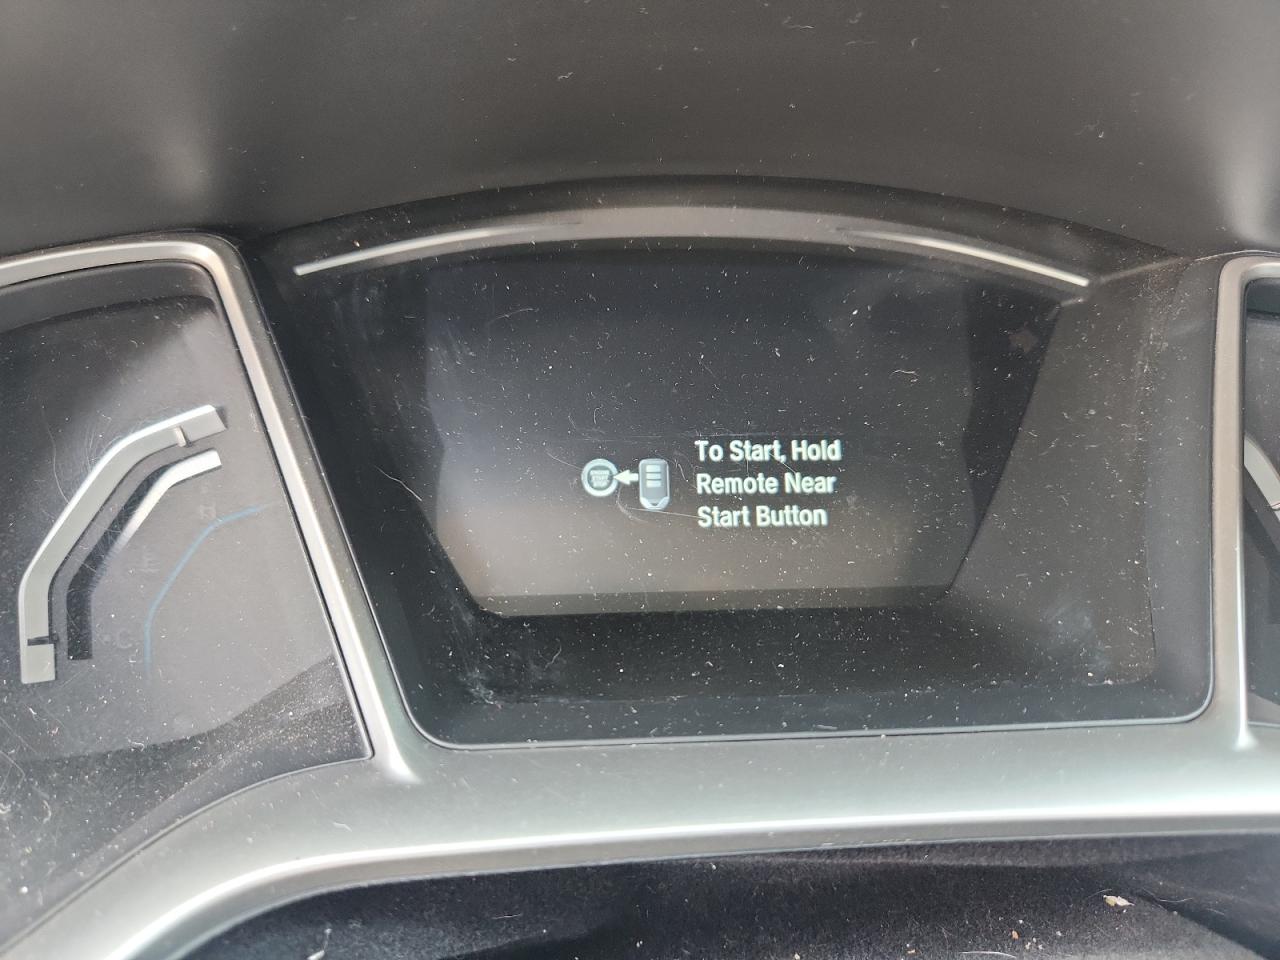 To Start, Hold
Remote Near
Start Button
H
C